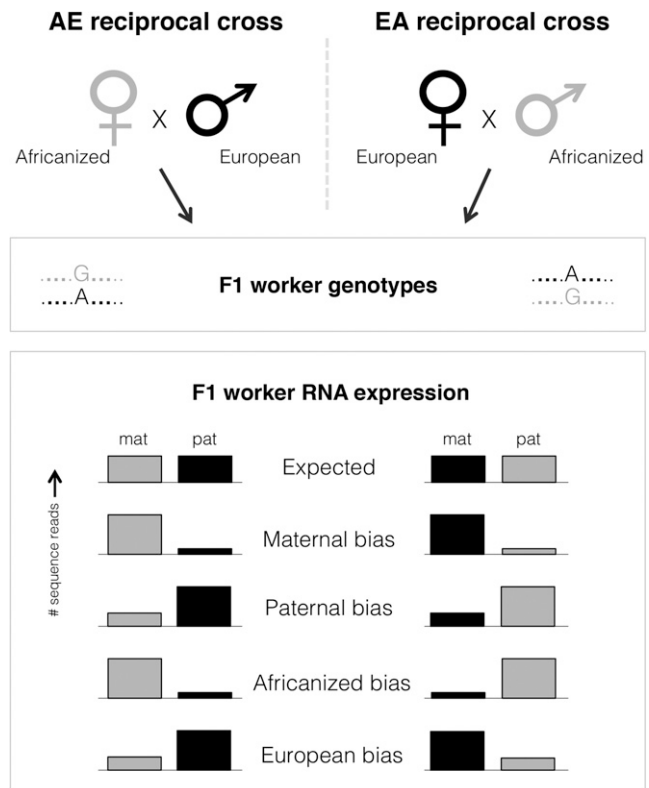 AE reciprocal cross
EA reciprocal cross
X
X
Africanized
European
European
Africanized
.....G.....
.....A.....
F1 worker genotypes
.....A.....
.....G.....
F1 worker RNA expression
mat pat
mat pat
# sequence reads
Expected
Maternal bias
Paternal bias
Africanized bias
European bias